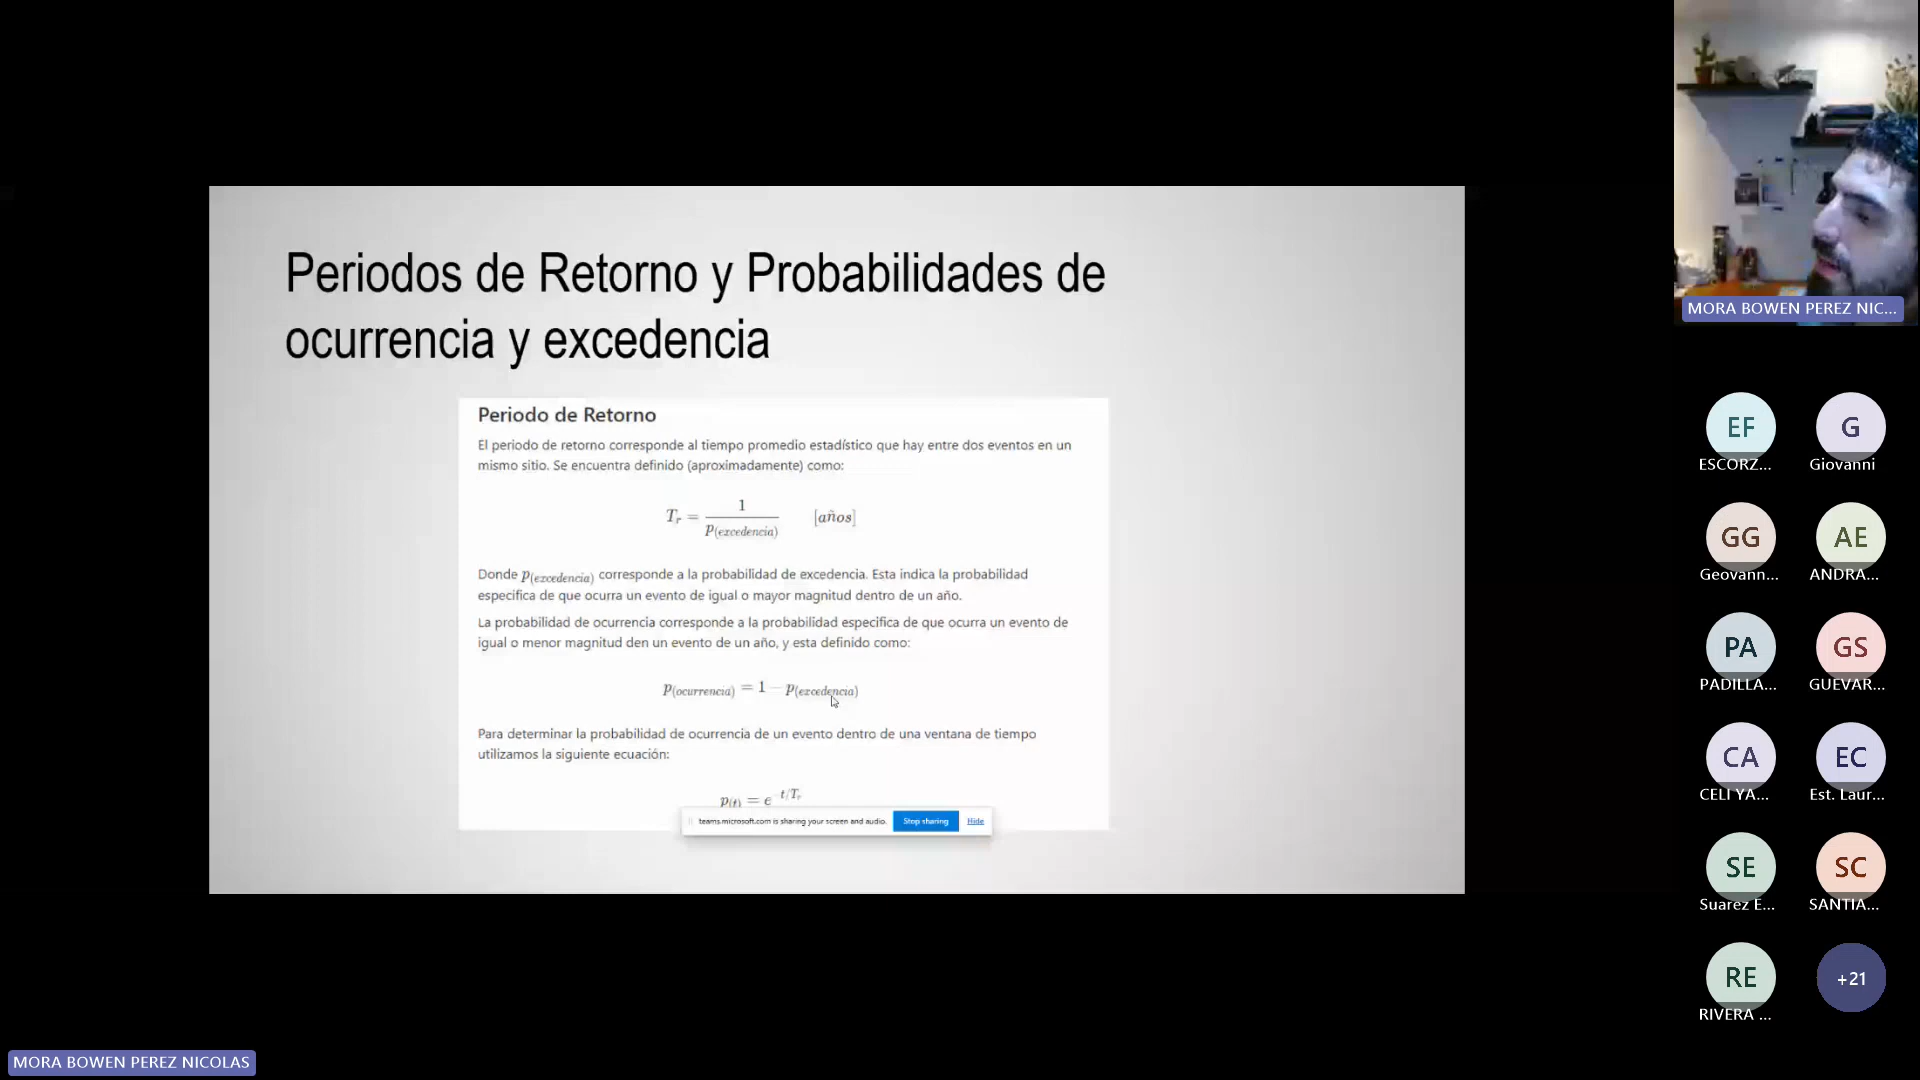 Periodos de Retorno y Probabilidades de
ocurrencia y excedencia
Periodo de Retorno
El periodo de retorno corresponde al tiempo promedio estadístico que hay entre dos eventos en un
mismo sitio. Se encuentra definido (aproximadamente) como:
T_r = 1 / p_(excedencia) [años]
Donde p_(excedencia) corresponde a la probabilidad de excedencia. Esta indica la probabilidad
especifica de que ocurra un evento de igual o mayor magnitud dentro de un año.
La probabilidad de ocurrencia corresponde a la probabilidad especifica de que ocurra un evento de
igual o menor magnitud den un evento de un año, y esta definido como:
p_(ocurrencia) = 1 − p_(excedencia)
Para determinar la probabilidad de ocurrencia de un evento dentro de una ventana de tiempo
utilizamos la siguiente ecuación:
p_(t) = e^{-t/T_r}
teams.microsoft.com is sharing your screen and audio. Stop sharing Hide
MORA BOWEN PEREZ NIC...
EF G
ESCORZ... Giovanni
GG AE
Geovann... ANDRA...
PA GS
PADILLA... GUEVAR...
CA EC
CELI YA... Est. Laur...
SE SC
Suarez E... SANTIA...
RE +21
RIVERA ...
MORA BOWEN PEREZ NICOLAS